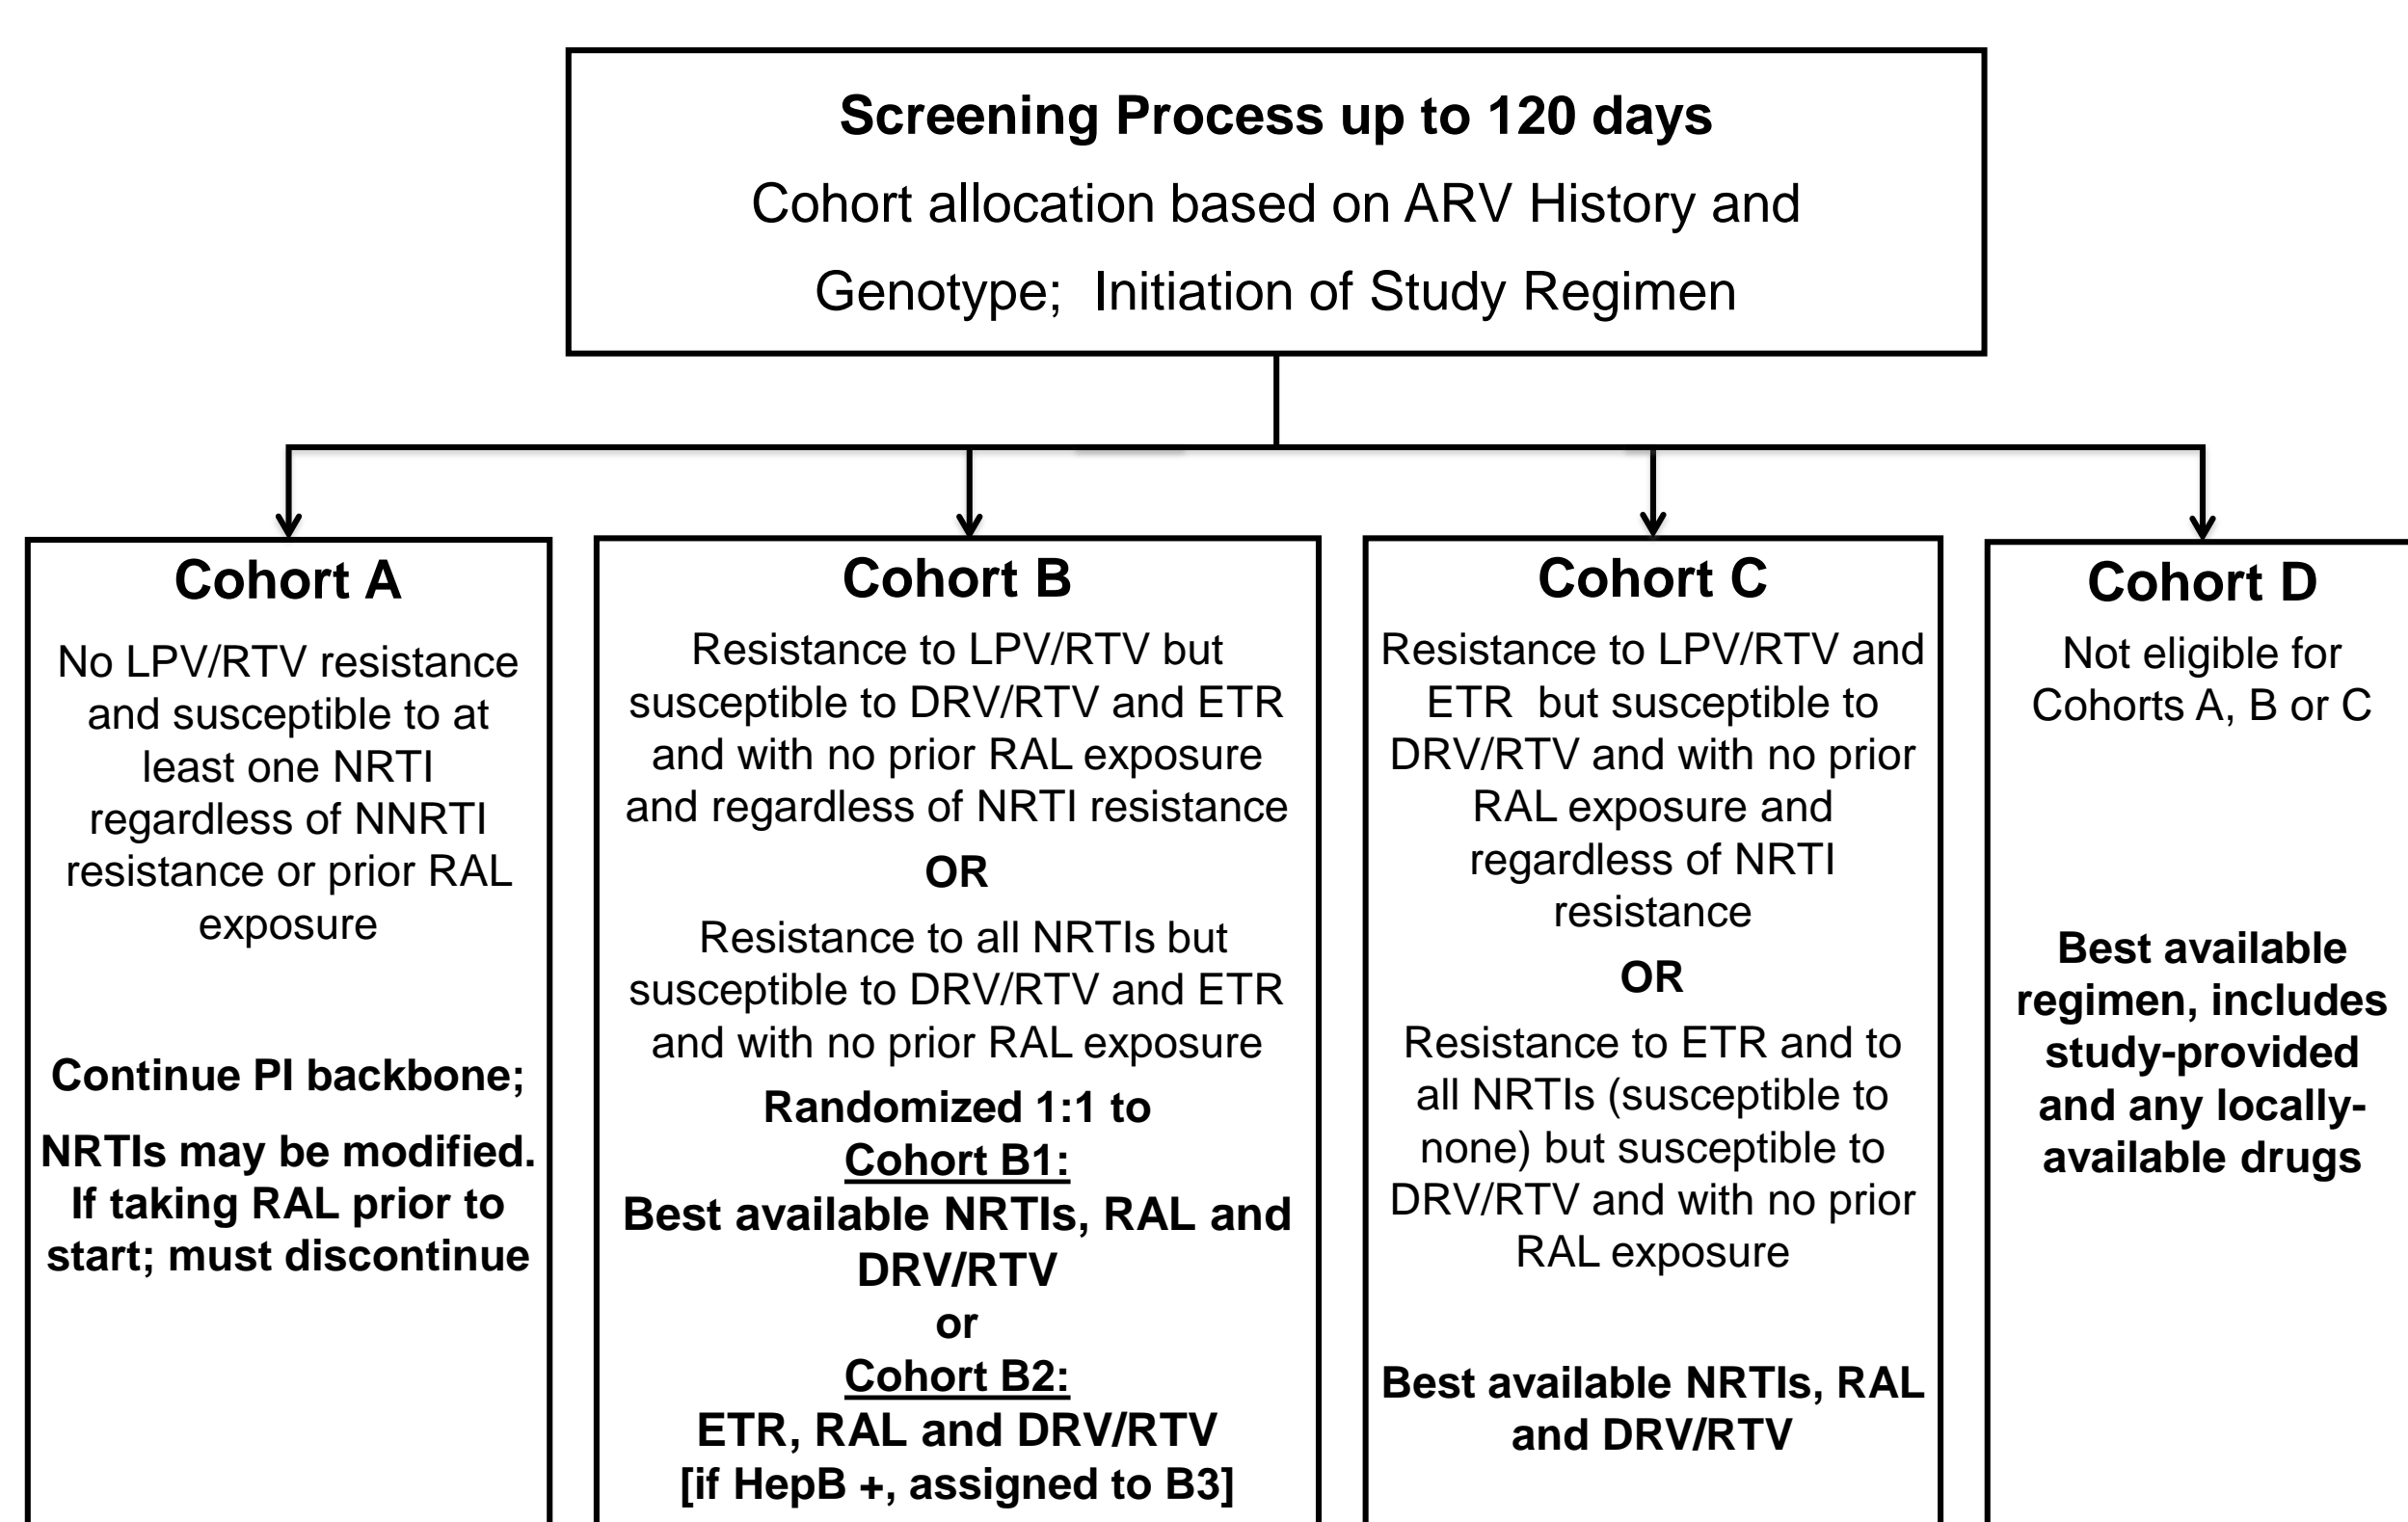 Screening Process up to 120 days
Cohort allocation based on ARV History and
Genotype;  Initiation of Study Regimen
Cohort A
No LPV/RTV resistance
and susceptible to at
least one NRTI
regardless of NNRTI
resistance or prior RAL
exposure
Continue PI backbone;
NRTIs may be modified.
If taking RAL prior to
start; must discontinue
Cohort B
Resistance to LPV/RTV but
susceptible to DRV/RTV and ETR
and with no prior RAL exposure
and regardless of NRTI resistance
OR
Resistance to all NRTIs but
susceptible to DRV/RTV and ETR
and with no prior RAL exposure
Randomized 1:1 to
Cohort B1:
Best available NRTIs, RAL and
DRV/RTV
or
Cohort B2:
ETR, RAL and DRV/RTV
[if HepB +, assigned to B3]
Cohort C
Resistance to LPV/RTV and
ETR  but susceptible to
DRV/RTV and with no prior
RAL exposure and
regardless of NRTI
resistance
OR
Resistance to ETR and to
all NRTIs (susceptible to
none) but susceptible to
DRV/RTV and with no prior
RAL exposure
Best available NRTIs, RAL
and DRV/RTV
Cohort D
Not eligible for
Cohorts A, B or C
Best available
regimen, includes
study-provided
and any locally-
available drugs